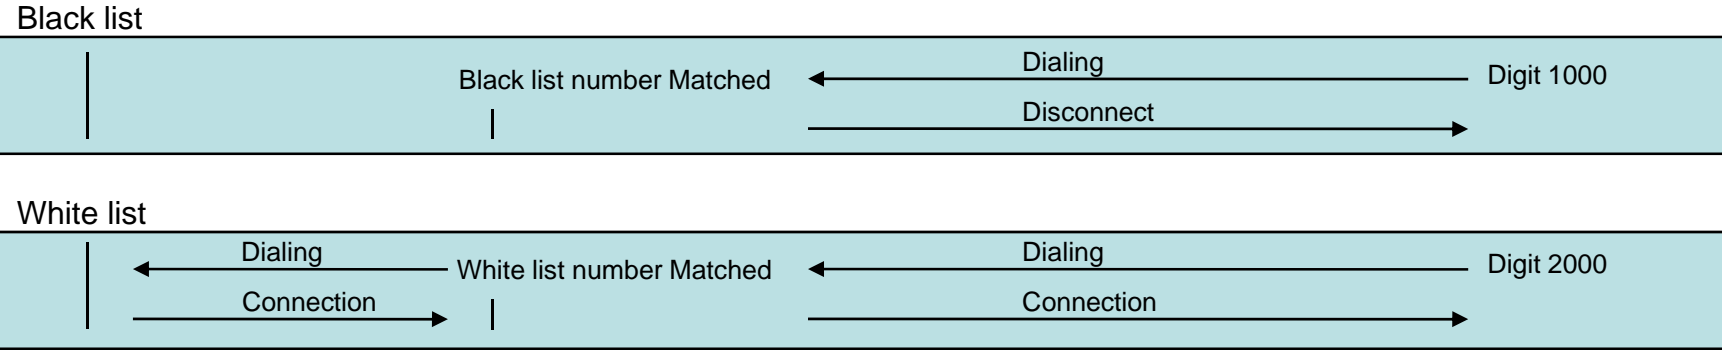 Black list
Dialing
Black list number Matched
Digit 1000
Disconnect
White list
Dialing
Dialing
White list number Matched
Digit 2000
Connection
Connection